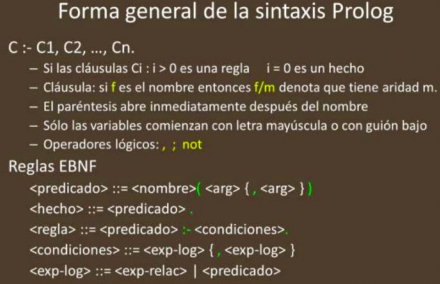 Forma general de la sintaxis Prolog
C :- C1, C2, ..., Cn.
– Si las cláusulas Ci : i > 0 es una regla i = 0 es un hecho
– Cláusula: si f es el nombre entonces f/m denota que tiene aridad m.
– El paréntesis abre inmediatamente después del nombre
– Sólo las variables comienzan con letra mayúscula o con guión bajo
– Operadores lógicos: , ; not
Reglas EBNF
<predicado> ::= <nombre>( <arg> { , <arg> } )
<hecho> ::= <predicado> .
<regla> ::= <predicado> :- <condiciones>.
<condiciones> ::= <exp-log> { , <exp-log> }
<exp-log> ::= <exp-relac> | <predicado>